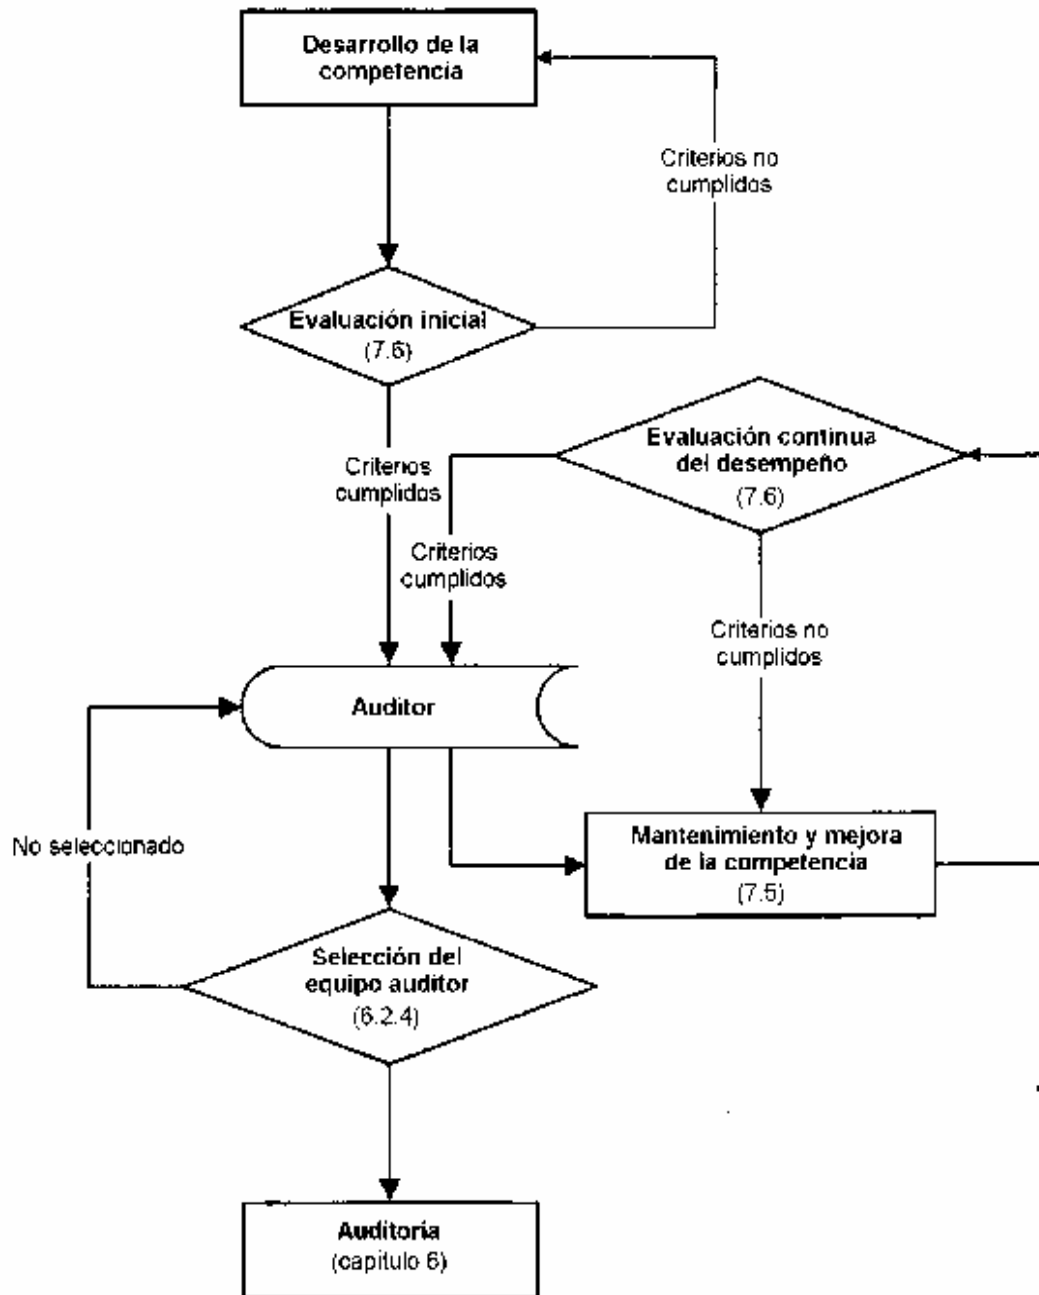 Desarrollo de la
competencia
Criterios no
cumplidos
Evaluación inicial
(7.6)
Evaluación continua
del desempeño
(7.6)
Criterios
cumplidos
Criterios
cumplidos
Criterios no
cumplidos
Auditor
No seleccionado
Mantenimiento y mejora
de la competencia
(7.5)
Selección del
equipo auditor
(6.2.4)
Auditoría
(capitulo 6)